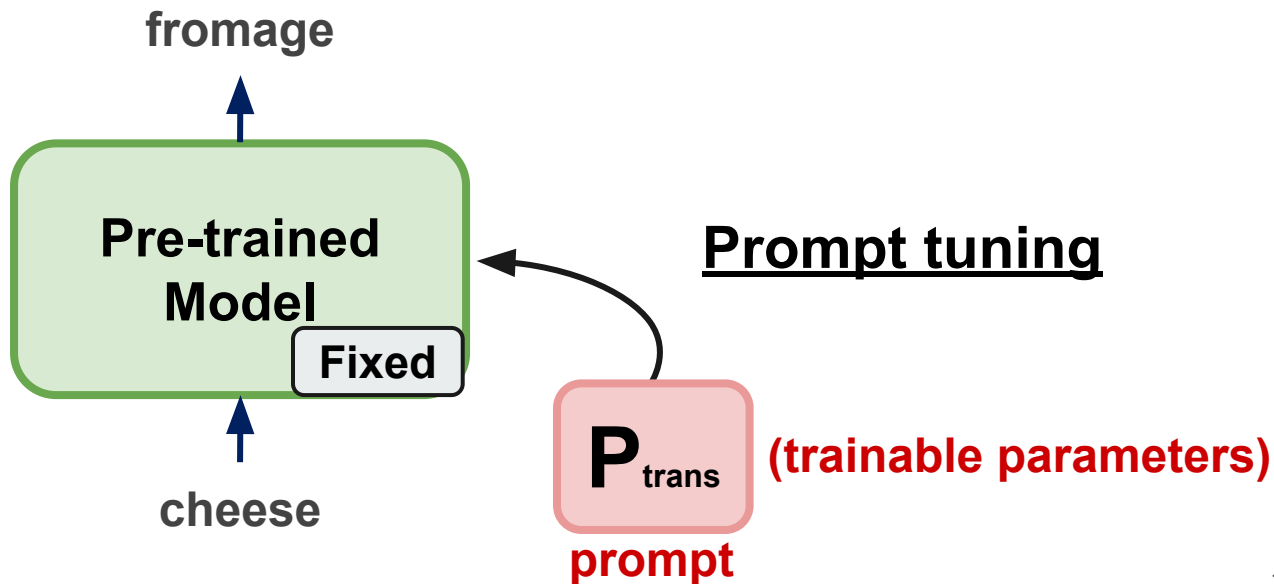 fromage
Pre-trained
Model
Fixed
Prompt tuning
P trans
(trainable parameters)
cheese
prompt